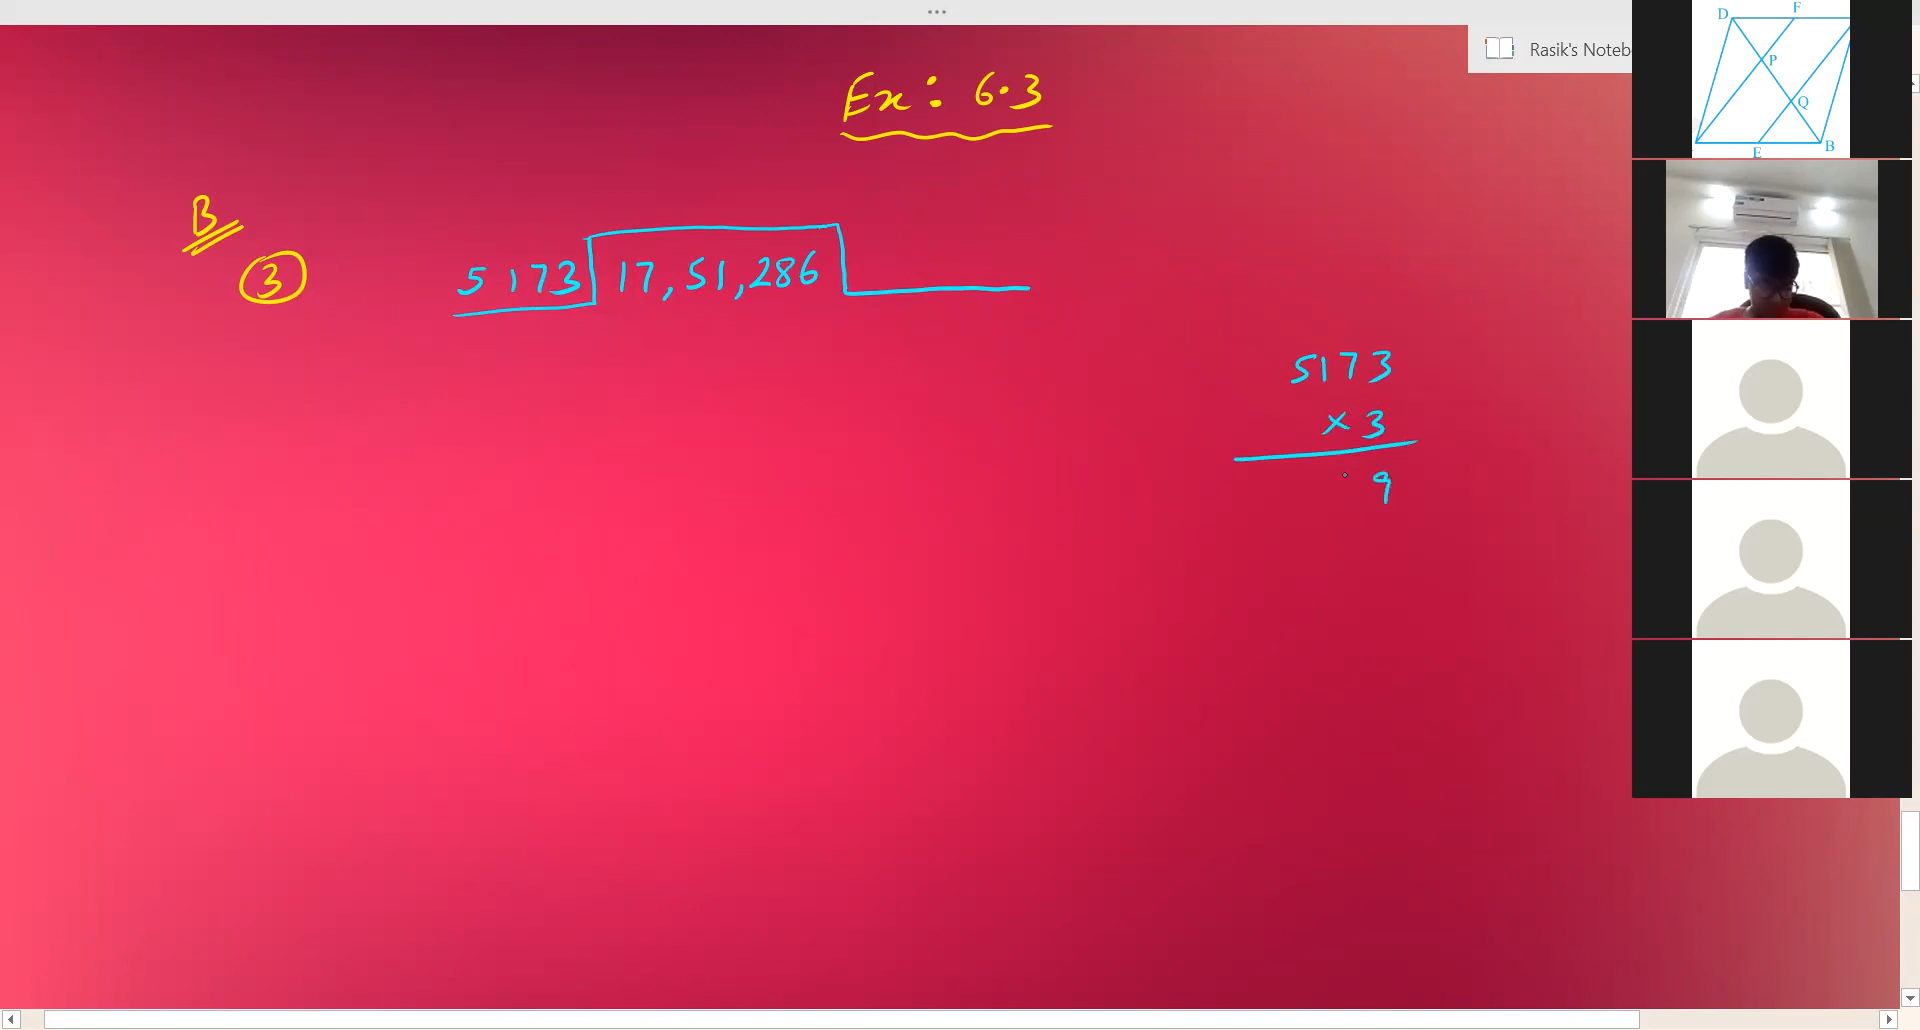 Ex: 6.3
Rasik's Noteb
B
3
5173 17,51,286
5173
× 3
9
D F
P
Q
E B